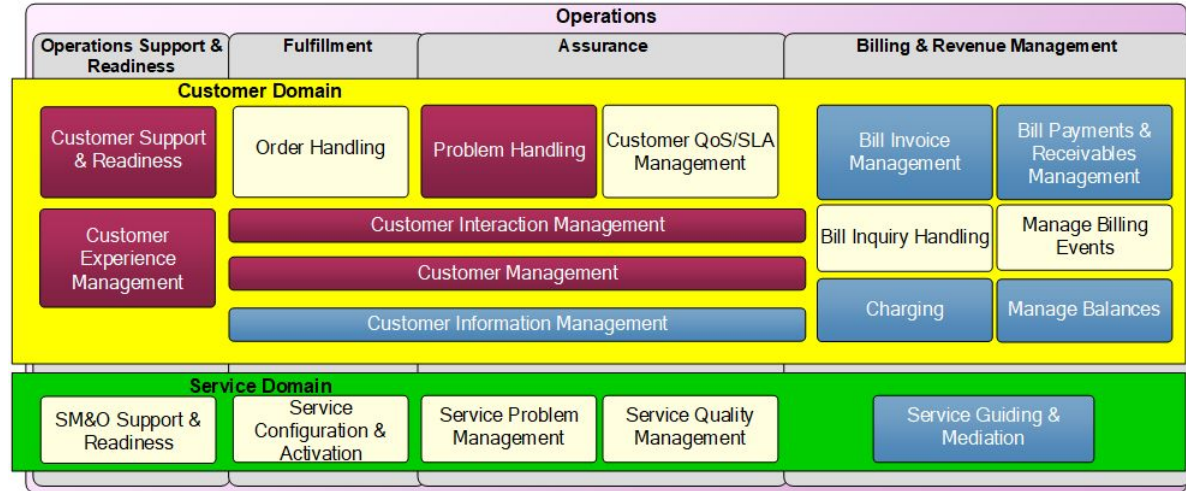 Operations
Operations Support &
Readiness
Fulfillment
Assurance
Billing & Revenue Management
Customer Domain
Customer Support
& Readiness
Order Handling
Problem Handling
Customer QoS/SLA
Management
Bill Invoice
Management
Bill Payments &
Receivables
Management
Customer
Experience
Management
Customer Interaction Management
Customer Management
Customer Information Management
Bill Inquiry Handling
Manage Billing
Events
Charging
Manage Balances
Service Domain
SM&O Support &
Readiness
Service
Configuration &
Activation
Service Problem
Management
Service Quality
Management
Service Guiding &
Mediation